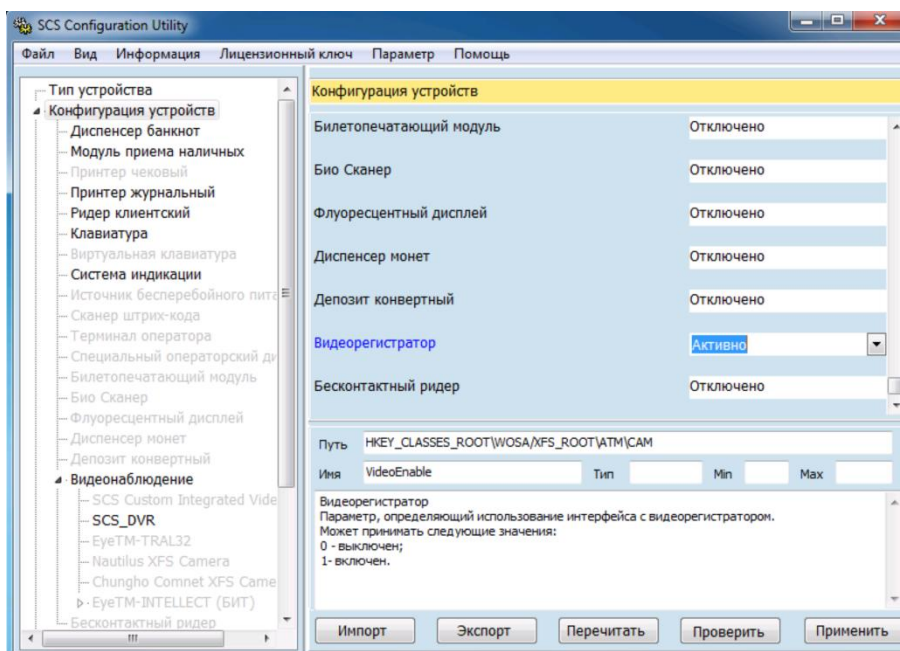 SCS Configuration Utility
Файл Вид Информация Лицензионный ключ Параметр Помощь
Тип устройства
Конфигурация устройств
Диспенсер банкнот
Модуль приема наличных
Принтер чековый
Принтер журнальный
Ридер клиентский
Клавиатура
Виртуальная клавиатура
Система индикации
Источник бесперебойного пита
Сканер штрих-кода
Терминал оператора
Специальный операторский ди
Билетопечатающий модуль
Био Сканер
Флуоресцентный дисплей
Диспенсер монет
Депозит конвертный
Видеонаблюдение
SCS Custom Integrated Vide
SCS_DVR
EyeTM-TRAL32
Nautilus XFS Camera
Chungho Comnet XFS Came
EyeTM-INTELLECT (БИТ)
Бесконтактный ридер
Конфигурация устройств
Билетопечатающий модуль Отключено
Био Сканер Отключено
Флуоресцентный дисплей Отключено
Диспенсер монет Отключено
Депозит конвертный Отключено
Видеорегистратор Активно
Бесконтактный ридер Отключено
Путь HKEY_CLASSES_ROOT\WOSA/XFS_ROOT\ATM\CAM
Имя VideoEnable Тип Min Max
Видеорегистратор
Параметр, определяющий использование интерфейса с видеорегистратором.
Может принимать следующие значения:
0 - выключен;
1- включен.
Импорт Экспорт Перечитать Проверить Применить